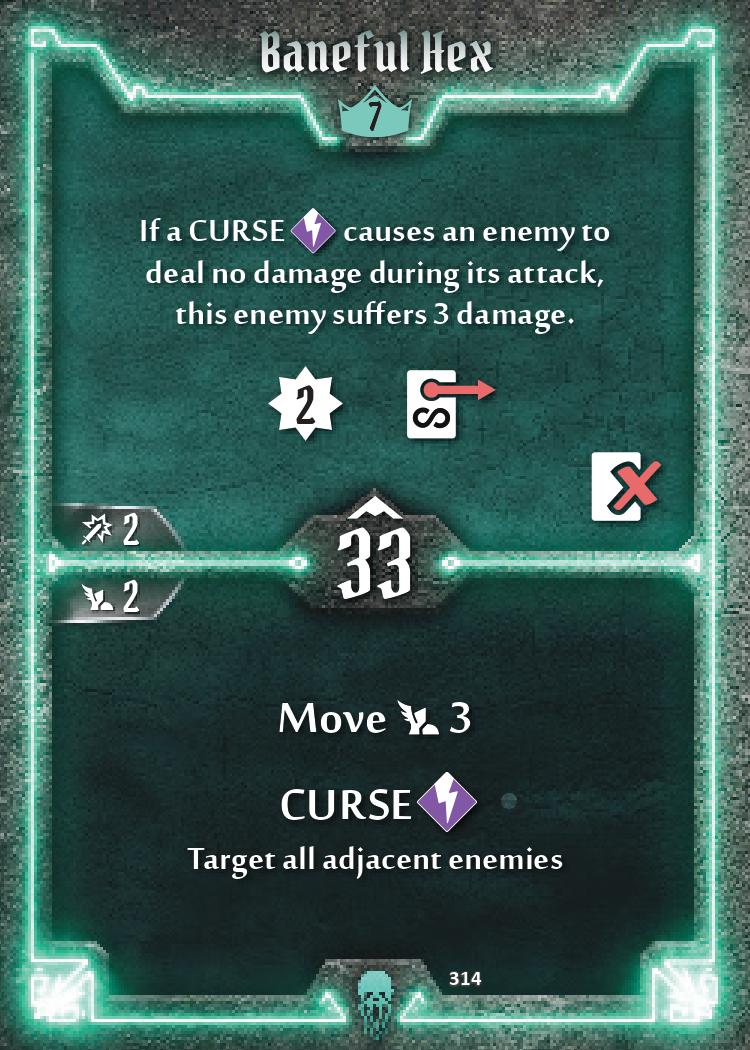 Baneful Hex
7
If a CURSE causes an enemy to
deal no damage during its attack,
this enemy suffers 3 damage.
2
2
33
2
Move 3
CURSE
Target all adjacent enemies
314